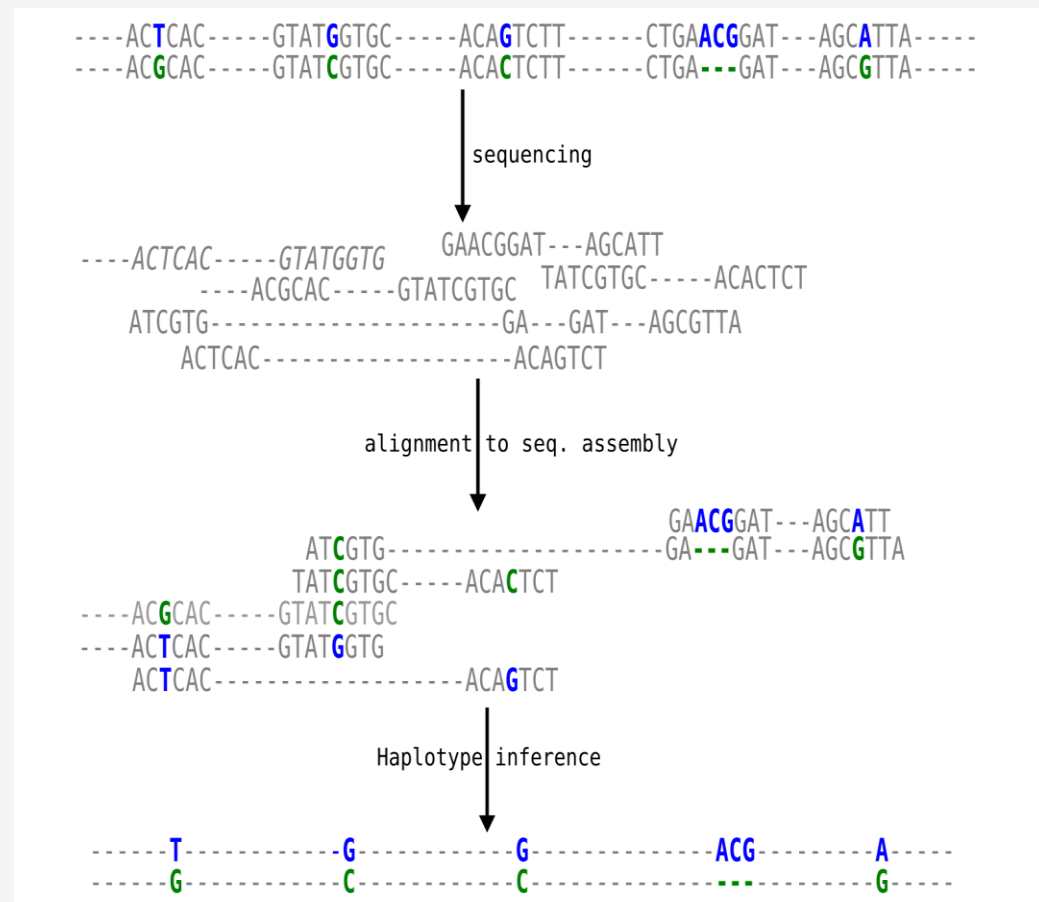 ----ACTCAC-----GTATGGTGC-----ACAGTCTT------CTGAACGGAT---AGCATTA-----
----ACGCAC-----GTATCGTGC-----ACACTCTT------CTGA---GAT---AGCGTTA-----
sequencing
GAACGGAT---AGCATT
----ACTCAC-----GTATGGTG
TATCGTGC-----ACACTCT
----ACGCAC-----GTATCGTGC
ATCGTG----------------------GA---GAT---AGCGTTA
ACTCAC-------------------ACAGTCT
alignment to seq. assembly
GAACGGAT---AGCATT
ATCGTG---------------------GA---GAT---AGCGTTA
TATCGTGC-----ACACTCT
----ACGCAC-----GTATCGTGC
----ACTCAC-----GTATGGTG
ACTCAC-------------------ACAGTCT
Haplotype inference
------T------------G------------G--------------ACG---------A-----
------G------------C------------C-----------------------G-----